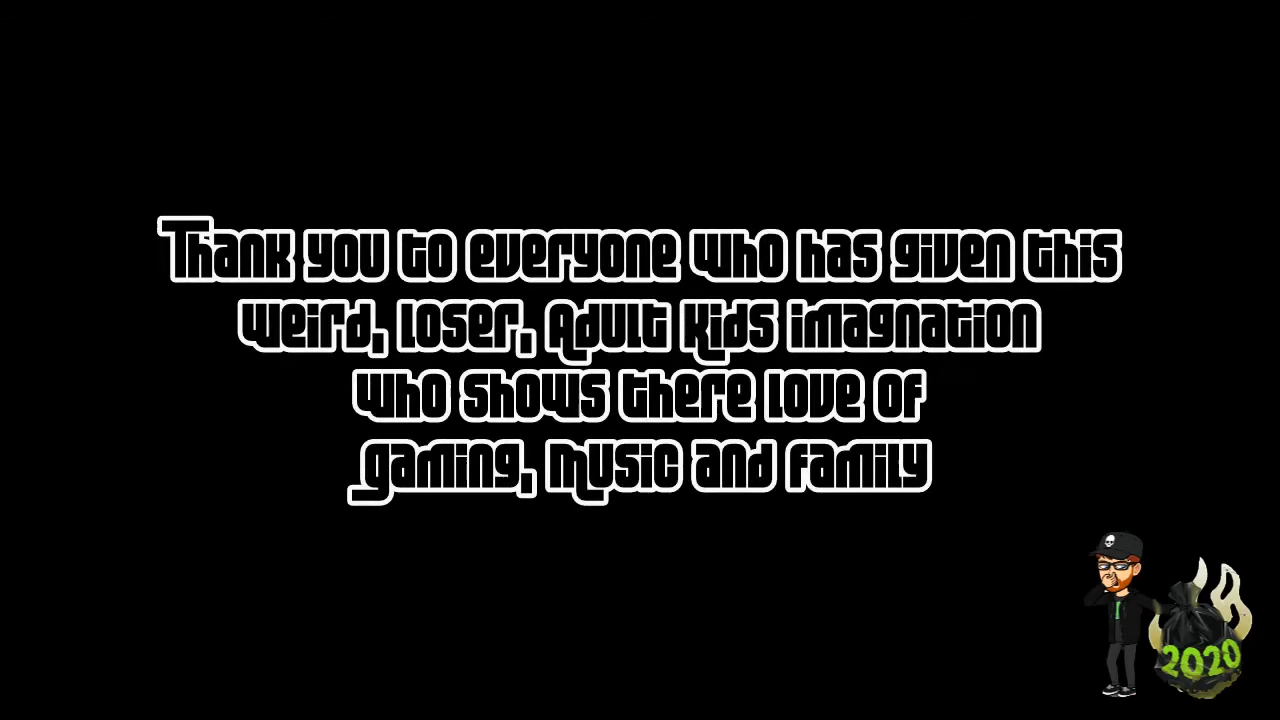 Thank you to everyone who has given this
weird, loser, Adult Kids imagnation
who shows there love of
gaming, music and family
2020